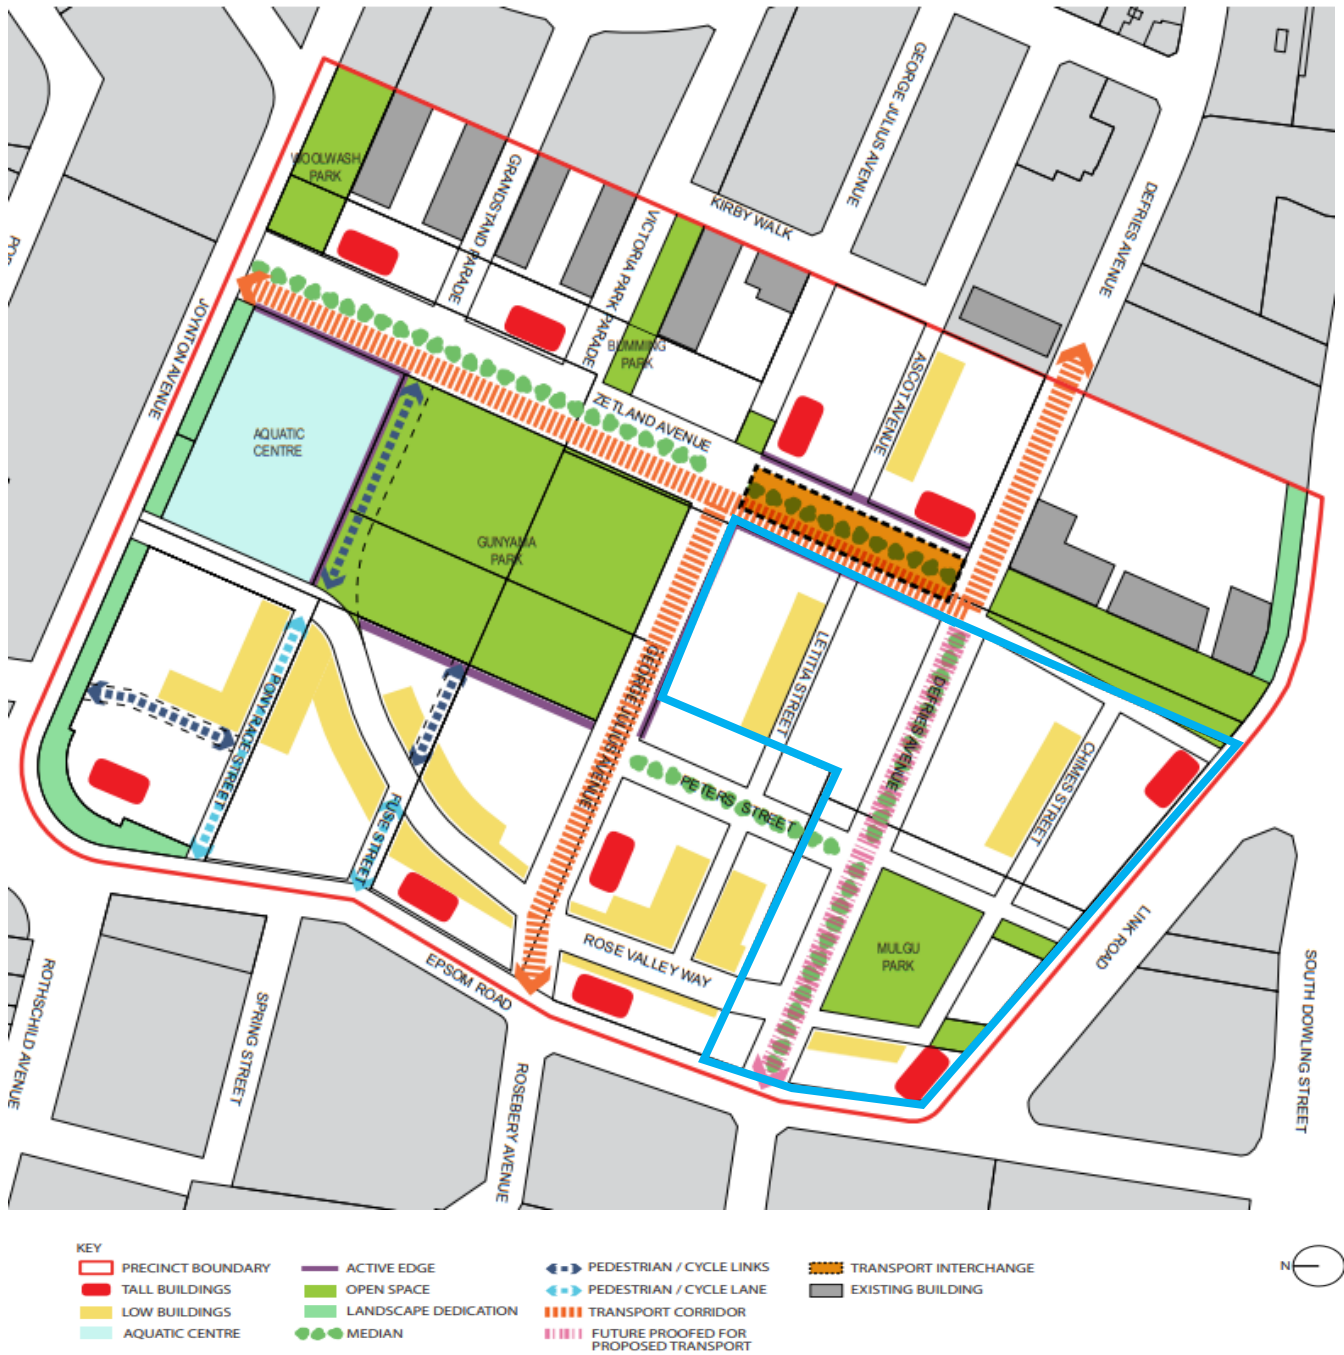 GEORGE JULIUS AVENUE
WOOLWASH
PARK
GRANDSTAND PARADE
VICTORIA PARK PARADE
KIRBY WALK
DEFRIES AVENUE
JOYNTON AVENUE
BUMMING
PARK
ASCOT AVENUE
ZETLAND AVENUE
AQUATIC
CENTRE
GUNYAMA
PARK
GEORGE JULIUS AVENUE
LETITIA STREET
DEFRIES AVENUE
CHIMES STREET
PONY RACE STREET
FUSE STREET
PETERS STREET
MULGU
PARK
LINK ROAD
ROSE VALLEY WAY
EPSOM ROAD
ROTHSCHILD AVENUE
SPRING STREET
ROSEBERY AVENUE
SOUTH DOWLING STREET
KEY
PRECINCT BOUNDARY
TALL BUILDINGS
LOW BUILDINGS
AQUATIC CENTRE
ACTIVE EDGE
OPEN SPACE
LANDSCAPE DEDICATION
MEDIAN
PEDESTRIAN / CYCLE LINKS
PEDESTRIAN / CYCLE LANE
TRANSPORT CORRIDOR
FUTURE PROOFED FOR
PROPOSED TRANSPORT
TRANSPORT INTERCHANGE
EXISTING BUILDING
N